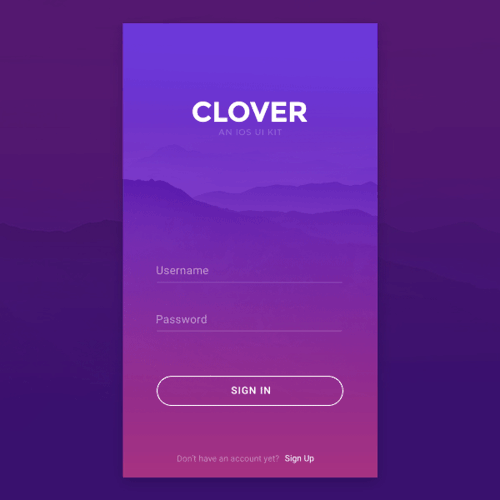 CLOVER
AN IOS UI KIT
Username
Password
SIGN IN
Don't have an account yet? Sign Up